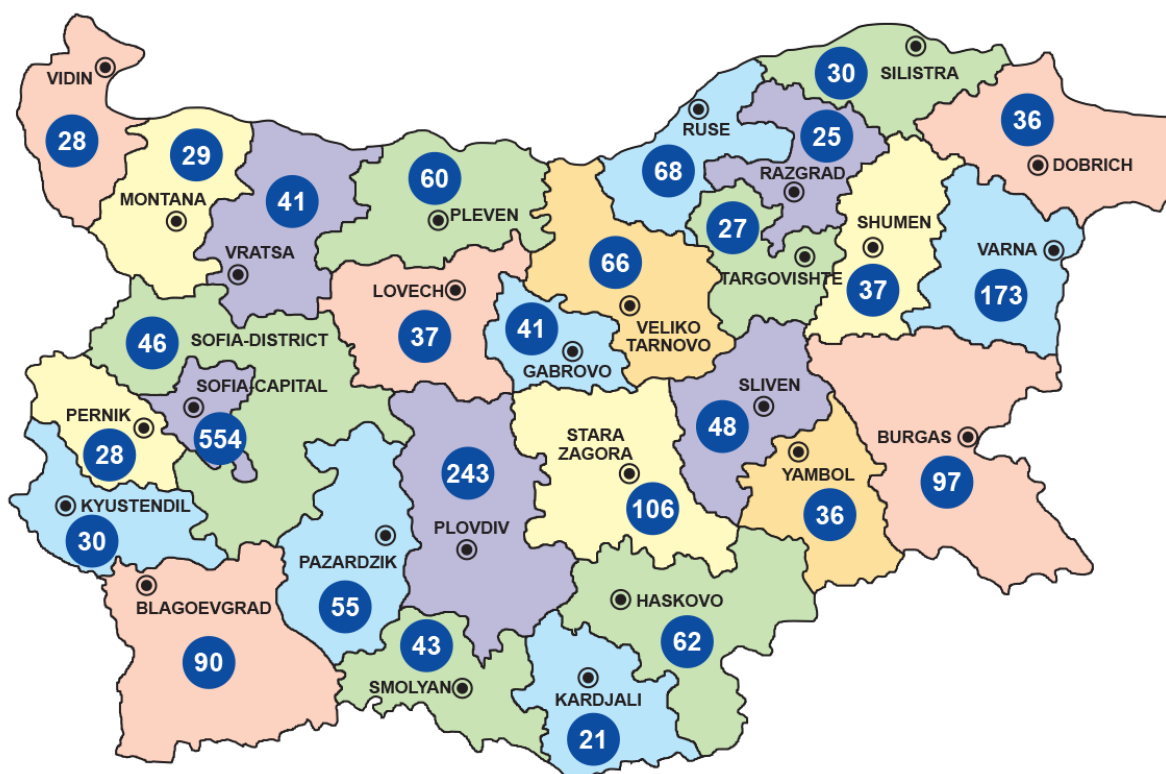 VIDIN
28
29
MONTANA
41
VRATSA
60
PLEVEN
RUSE
68
30
SILISTRA
25
RAZGRAD
36
DOBRICH
27
TARGOVISHTE
SHUMEN
37
VARNA
173
66
VELIKO
TARNOVO
LOVECH
37
41
GABROVO
46
SOFIA-DISTRICT
SOFIA-CAPITAL
554
PERNIK
28
KYUSTENDIL
30
BLAGOEVGRAD
90
PAZARDZIK
55
243
PLOVDIV
STARA
ZAGORA
106
SLIVEN
48
YAMBOL
36
BURGAS
97
HASKOVO
62
43
SMOLYAN
KARDJALI
21